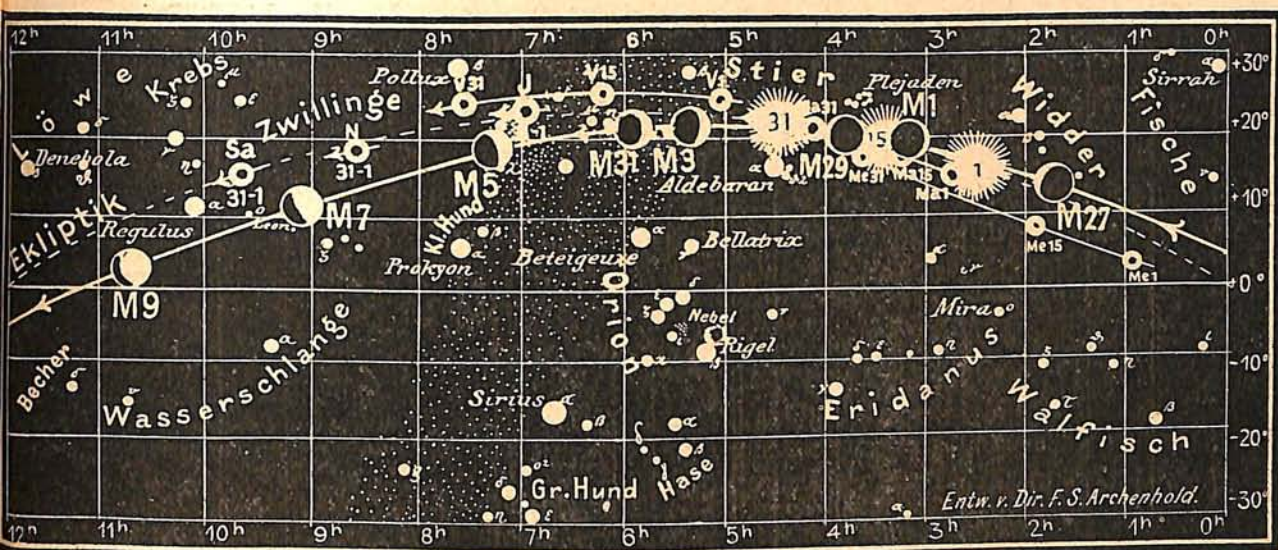 12h 11h 10h 9h 8h 7h 6h 5h 4h 3h 2h 1h 0h
+30°
+20°
+10°
0°
-10°
-20°
-30°
Löwe
Krebs
Zwillinge
Pollux
Stier
Plejaden
Widder
Fische
Sirrah
Denebola
V31
J
V15
31
15
1
M1
N
31-1
Sa
31-1
M31
M3
M29
Me31
Ma15
Ma1
M5
M7
M27
Aldebaran
Ekliptik
Regulus
Leon.
Kl. Hund
Prokyon
Beteigeuze
Bellatrix
Me15
Me1
M9
Orion
Nebel
Rigel
Mira
Becher
Wasserschlange
Sirius
Eridanus
Walfisch
Hase
Gr. Hund
Entw. v. Dir. F. S. Archenhold.
12h 11h 10h 9h 8h 7h 6h 5h 4h 3h 2h 1h 0h